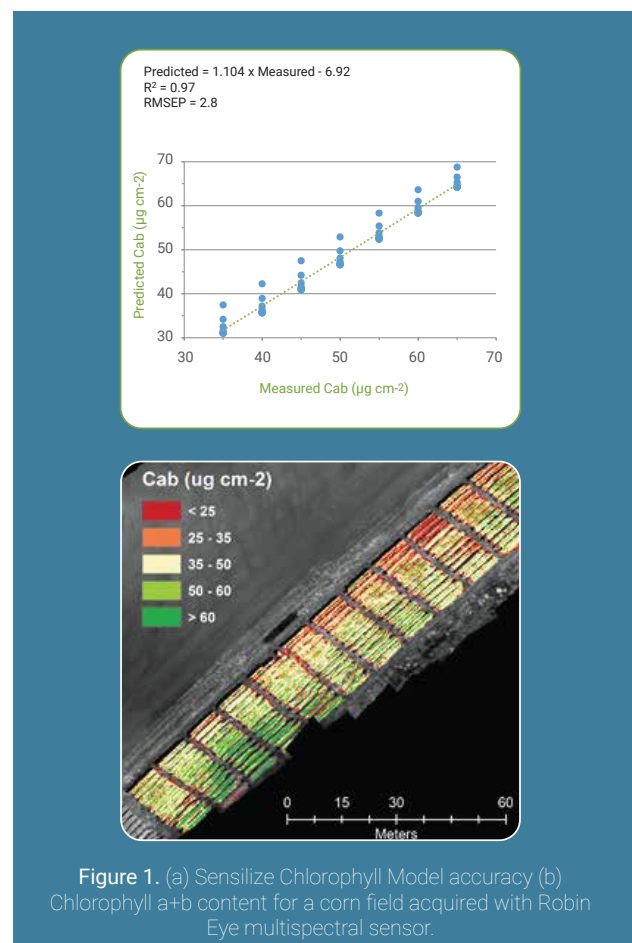 Predicted = 1.104 x Measured - 6.92
R² = 0.97
RMSEP = 2.8
Predicted Cab (µg cm-2)
70
60
50
40
30
30 40 50 60 70
Measured Cab (µg cm-2)
Cab (ug cm-2)
< 25
25 - 35
35 - 50
50 - 60
> 60
0 15 30 60
Meters
Figure 1. (a) Sensilize Chlorophyll Model accuracy (b)
Chlorophyll a+b content for a corn field acquired with Robin
Eye multispectral sensor.